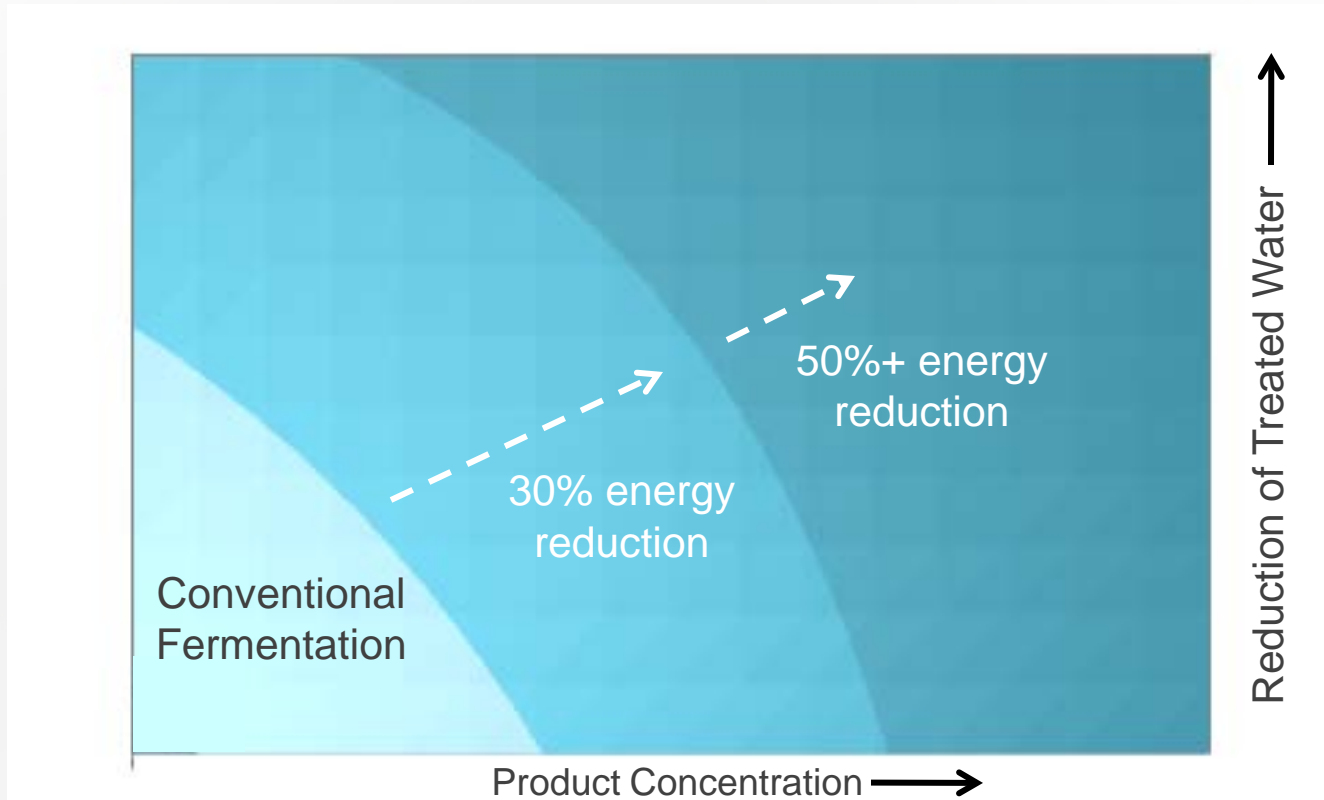 50%+ energy
reduction
30% energy
reduction
Conventional
Fermentation
Product Concentration
Reduction of Treated Water